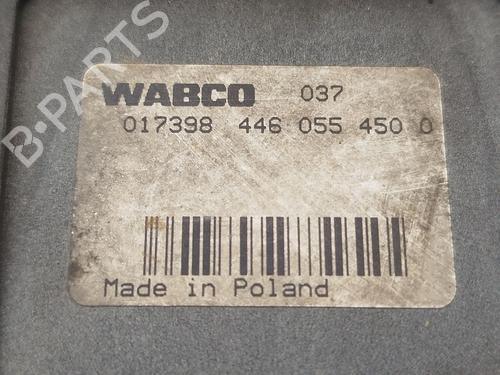 B-PARTS
WABCO 037
017398 446 055 450 0
Made in Poland